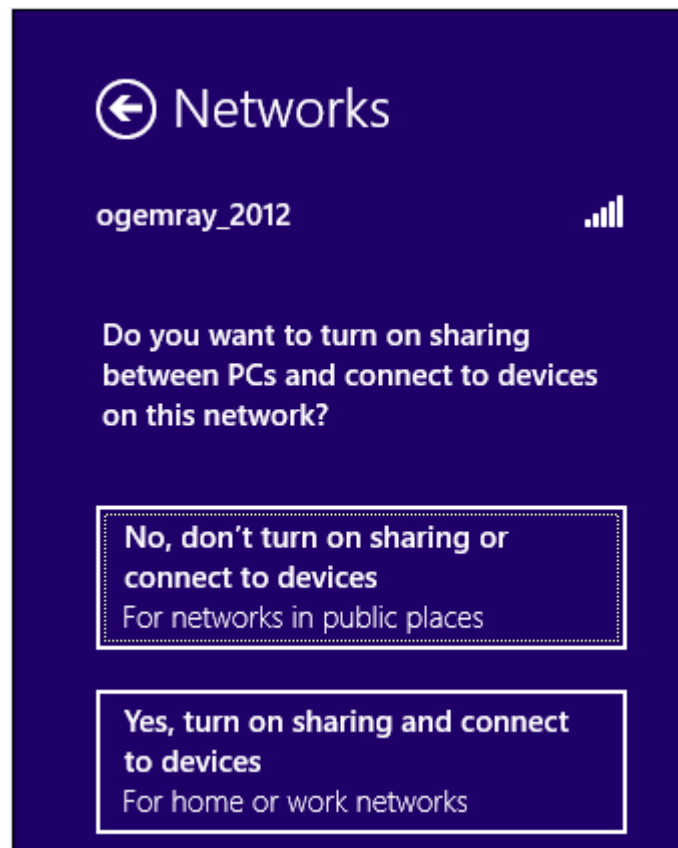 Networks
ogemray_2012
Do you want to turn on sharing
between PCs and connect to devices
on this network?
No, don’t turn on sharing or
connect to devices
For networks in public places
Yes, turn on sharing and connect
to devices
For home or work networks